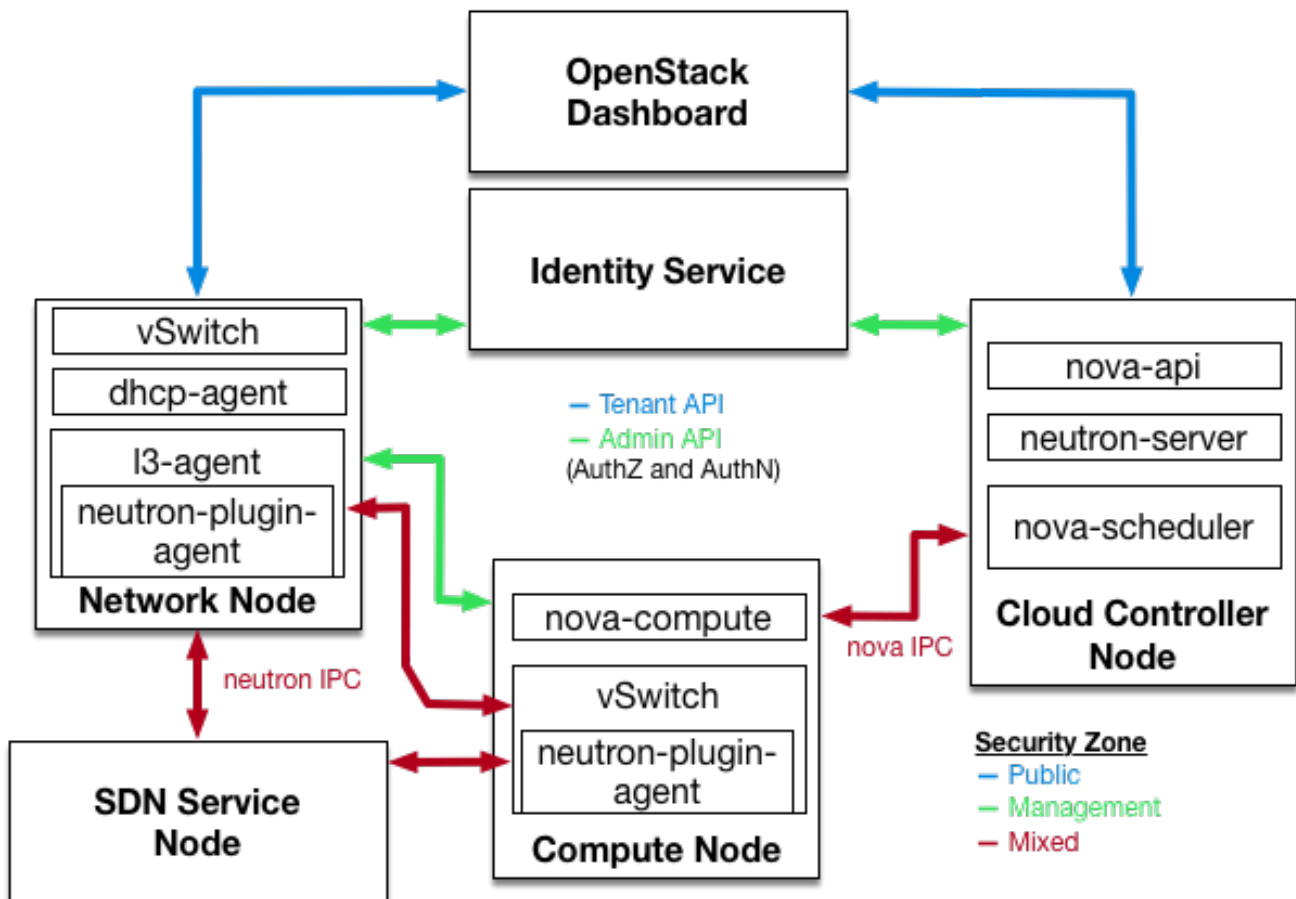 OpenStack
Dashboard
Identity Service
vSwitch
dhcp-agent
l3-agent
neutron-plugin-
agent
Network Node
— Tenant API
— Admin API
(AuthZ and AuthN)
nova-api
neutron-server
nova-scheduler
Cloud Controller
Node
nova-compute
vSwitch
neutron-plugin-
agent
Compute Node
nova IPC
neutron IPC
SDN Service
Node
Security Zone
— Public
— Management
— Mixed